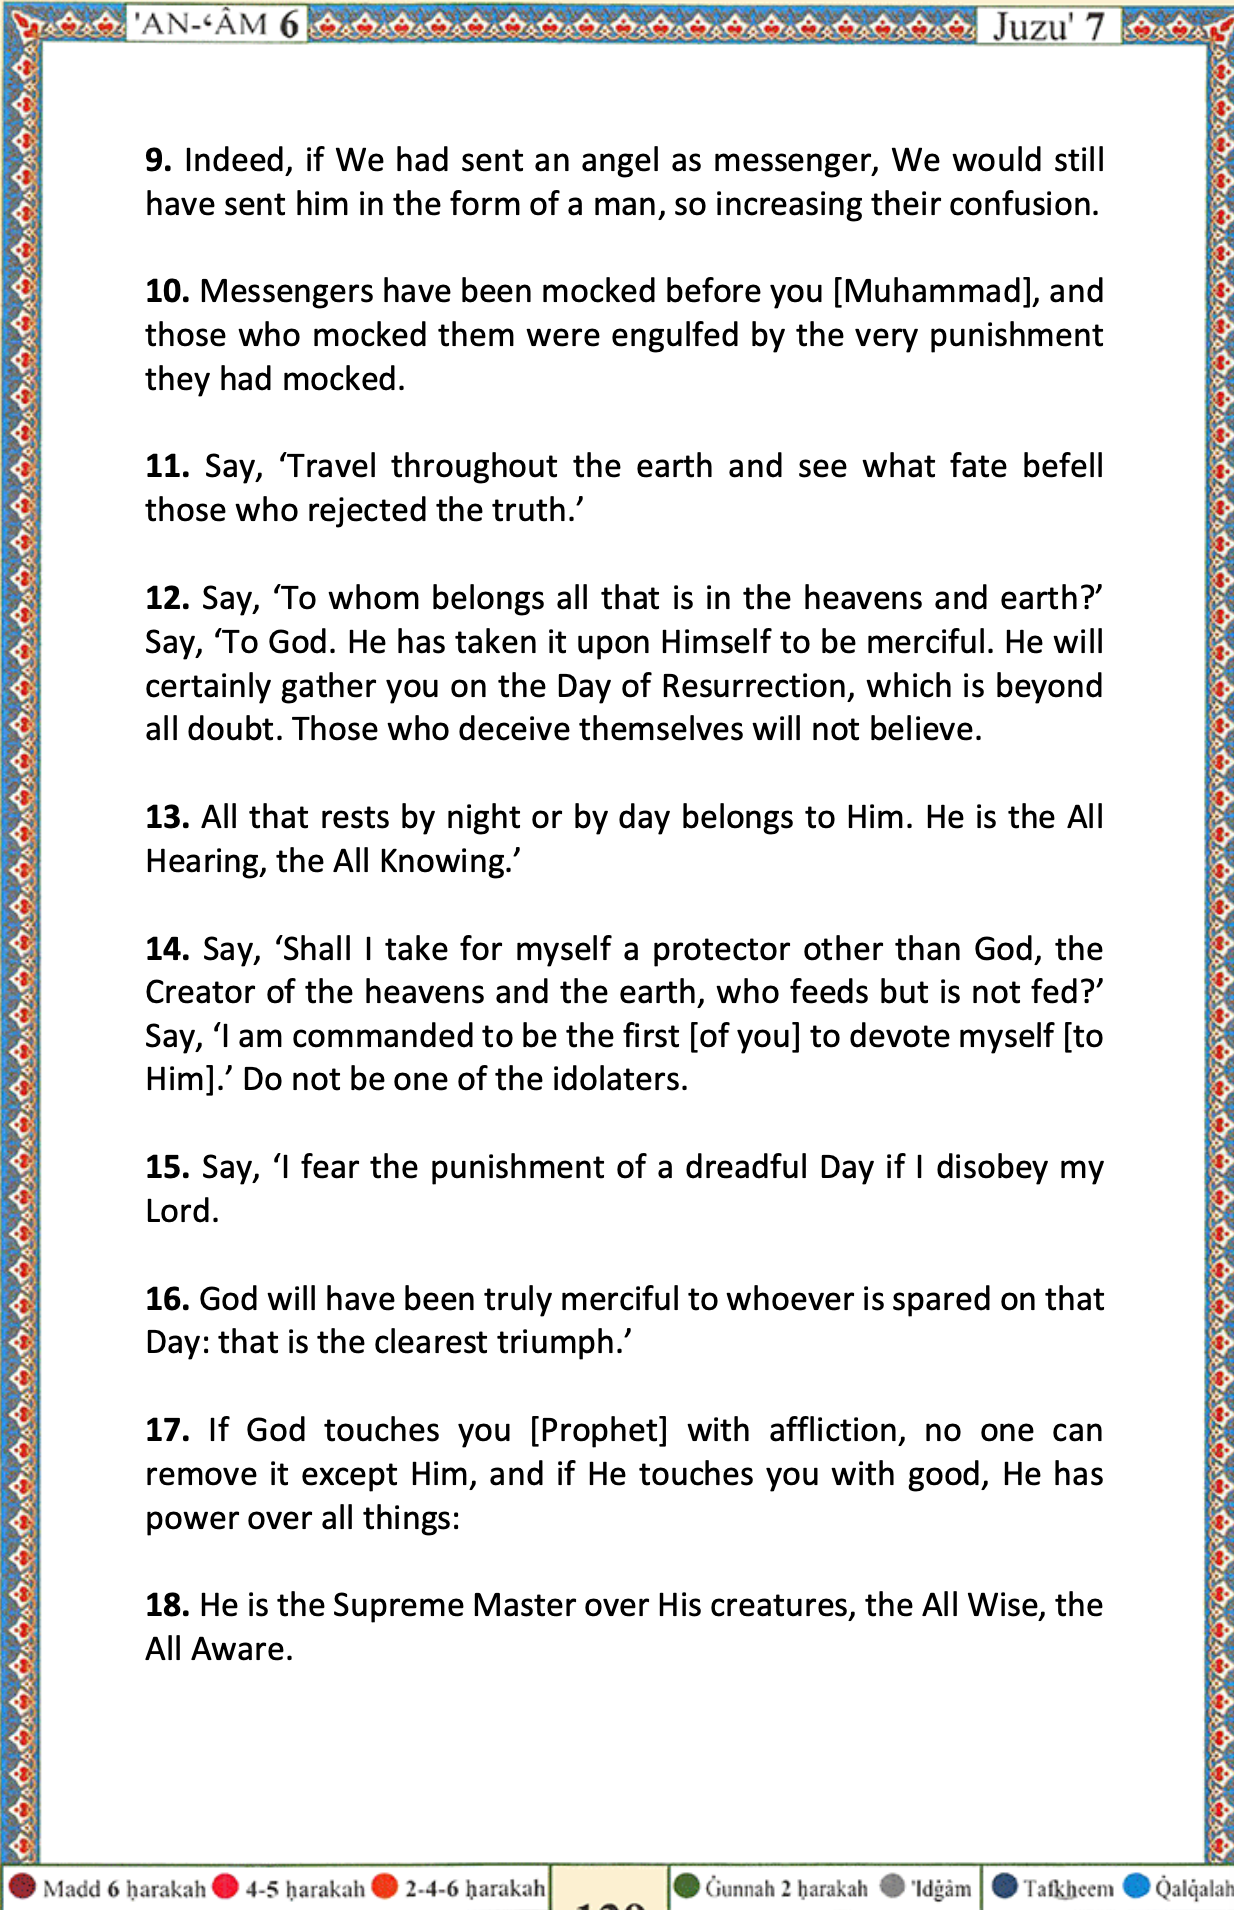 'AN-‘ÂM 6 Juzu' 7
9. Indeed, if We had sent an angel as messenger, We would still
have sent him in the form of a man, so increasing their confusion.
10. Messengers have been mocked before you [Muhammad], and
those who mocked them were engulfed by the very punishment
they had mocked.
11. Say, ‘Travel throughout the earth and see what fate befell
those who rejected the truth.’
12. Say, ‘To whom belongs all that is in the heavens and earth?’
Say, ‘To God. He has taken it upon Himself to be merciful. He will
certainly gather you on the Day of Resurrection, which is beyond
all doubt. Those who deceive themselves will not believe.
13. All that rests by night or by day belongs to Him. He is the All
Hearing, the All Knowing.’
14. Say, ‘Shall I take for myself a protector other than God, the
Creator of the heavens and the earth, who feeds but is not fed?’
Say, ‘I am commanded to be the first [of you] to devote myself [to
Him].’ Do not be one of the idolaters.
15. Say, ‘I fear the punishment of a dreadful Day if I disobey my
Lord.
16. God will have been truly merciful to whoever is spared on that
Day: that is the clearest triumph.’
17. If God touches you [Prophet] with affliction, no one can
remove it except Him, and if He touches you with good, He has
power over all things:
18. He is the Supreme Master over His creatures, the All Wise, the
All Aware.
Madd 6 ḥarakah 4-5 ḥarakah 2-4-6 ḥarakah Ġunnah 2 ḥarakah 'Idġâm Tafkheem Qalqalah